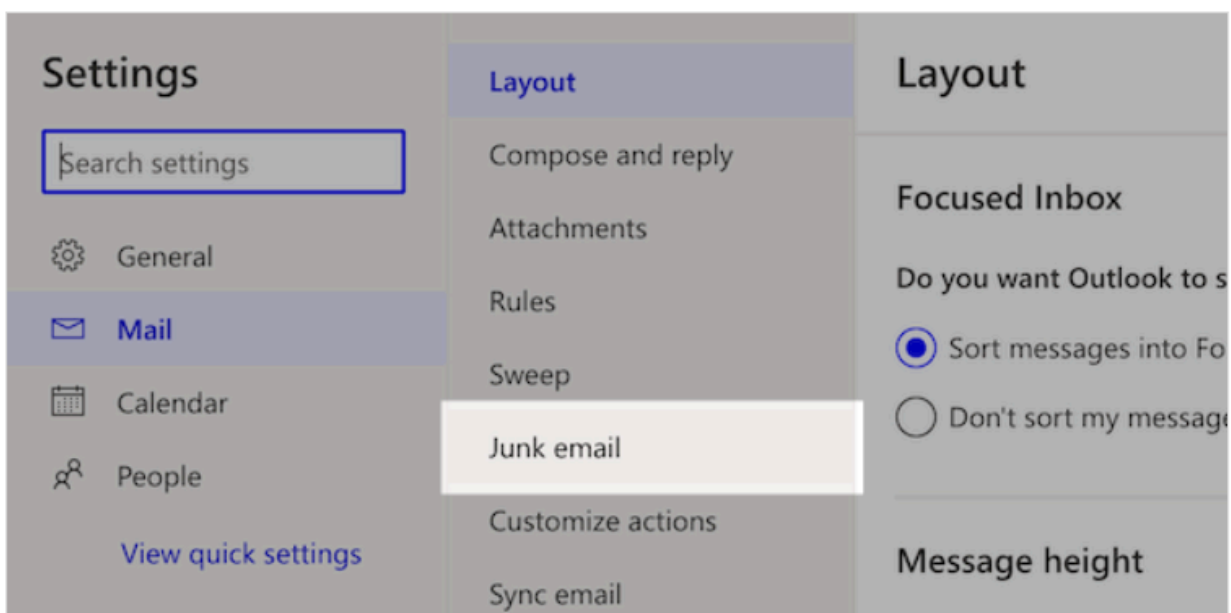 Settings
Search settings
General
Mail
Calendar
People
View quick settings
Layout
Compose and reply
Attachments
Rules
Sweep
Junk email
Customize actions
Sync email
Layout
Focused Inbox
Do you want Outlook to s
Sort messages into Fo
Don't sort my message
Message height